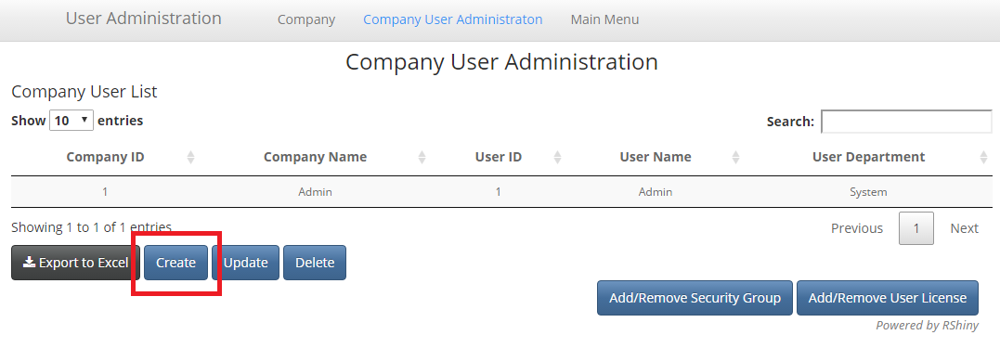 User Administration Company Company User Administraton Main Menu
Company User Administration
Company User List
Show 10 entries Search:
Company ID Company Name User ID User Name User Department
1 Admin 1 Admin System
Showing 1 to 1 of 1 entries Previous 1 Next
Export to Excel Create Update Delete
Add/Remove Security Group Add/Remove User License
Powered by RShiny